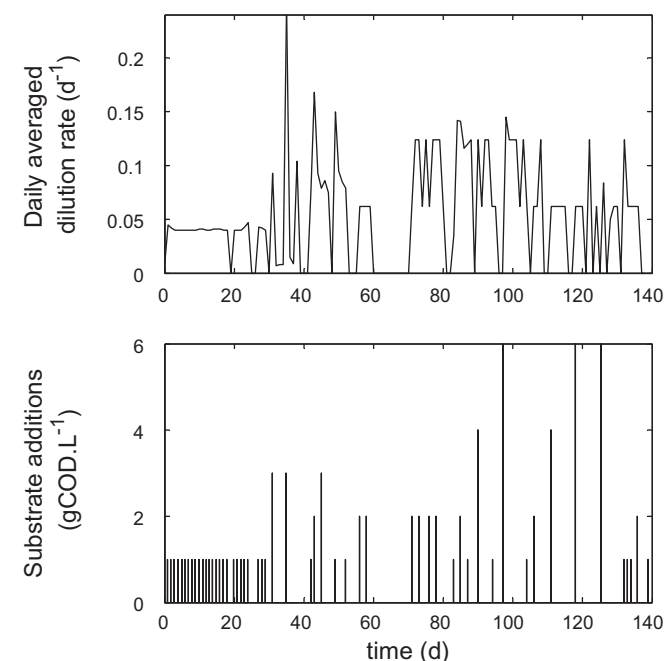 Daily averaged
dilution rate (d⁻¹)
0.2
0.15
0.1
0.05
0
0 20 40 60 80 100 120 140
Substrate additions
(gCOD.L⁻¹)
6
4
2
0
0 20 40 60 80 100 120 140
time (d)